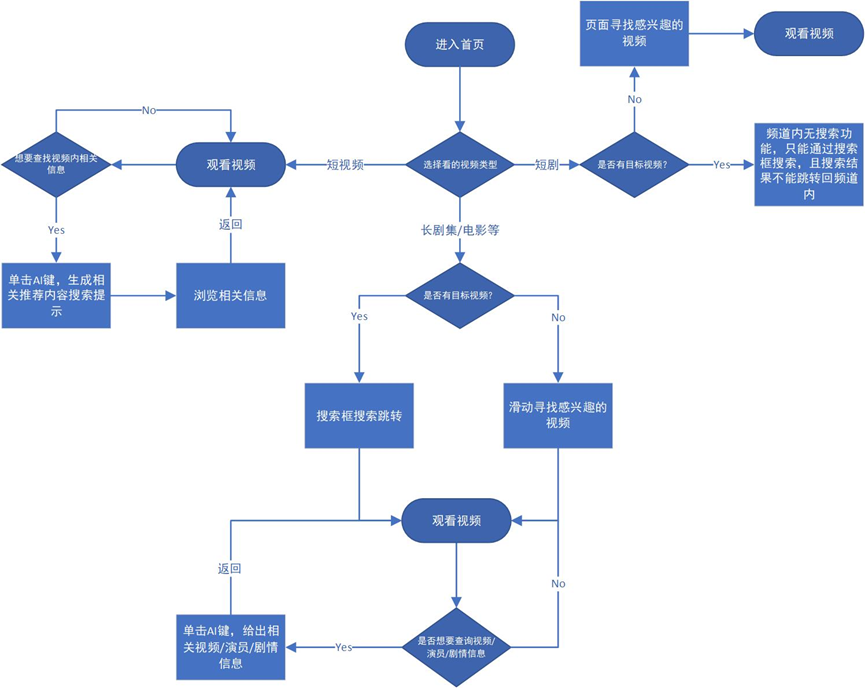 进入首页
页面寻找感兴趣的
视频
观看视频
No
No
想要查找视频内相关
信息
观看视频
短视频
选择看的视频类型
短剧
是否有目标视频?
Yes
频道内无搜索功
能，只能通过搜索
框搜索，且搜索结
果不能跳转回频道
内
Yes
返回
长剧集/电影等
单击AI键，生成相
关推荐内容搜索提
示
浏览相关信息
是否有目标视频?
Yes
No
搜索框搜索跳转
滑动寻找感兴趣的
视频
观看视频
返回
No
单击AI键，给出相
关视频/演员/剧情
信息
Yes
是否想要查询视频/
演员/剧情信息